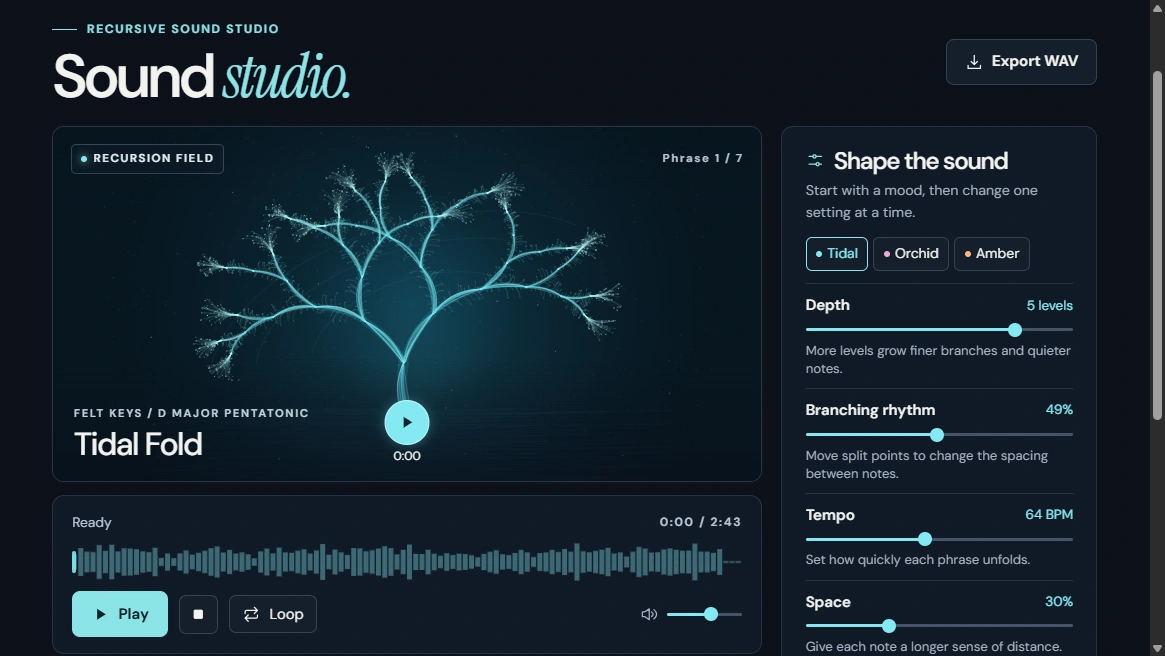 RECURSIVE SOUND STUDIO
Sound studio.
Export WAV
RECURSION FIELD
Phrase 1 / 7
FELT KEYS / D MAJOR PENTATONIC
Tidal Fold
0:00
Ready
0:00 / 2:43
Play
Loop
Shape the sound
Start with a mood, then change one
setting at a time.
Tidal
Orchid
Amber
Depth
5 levels
More levels grow finer branches and quieter
notes.
Branching rhythm
49%
Move split points to change the spacing
between notes.
Tempo
64 BPM
Set how quickly each phrase unfolds.
Space
30%
Give each note a longer sense of distance.